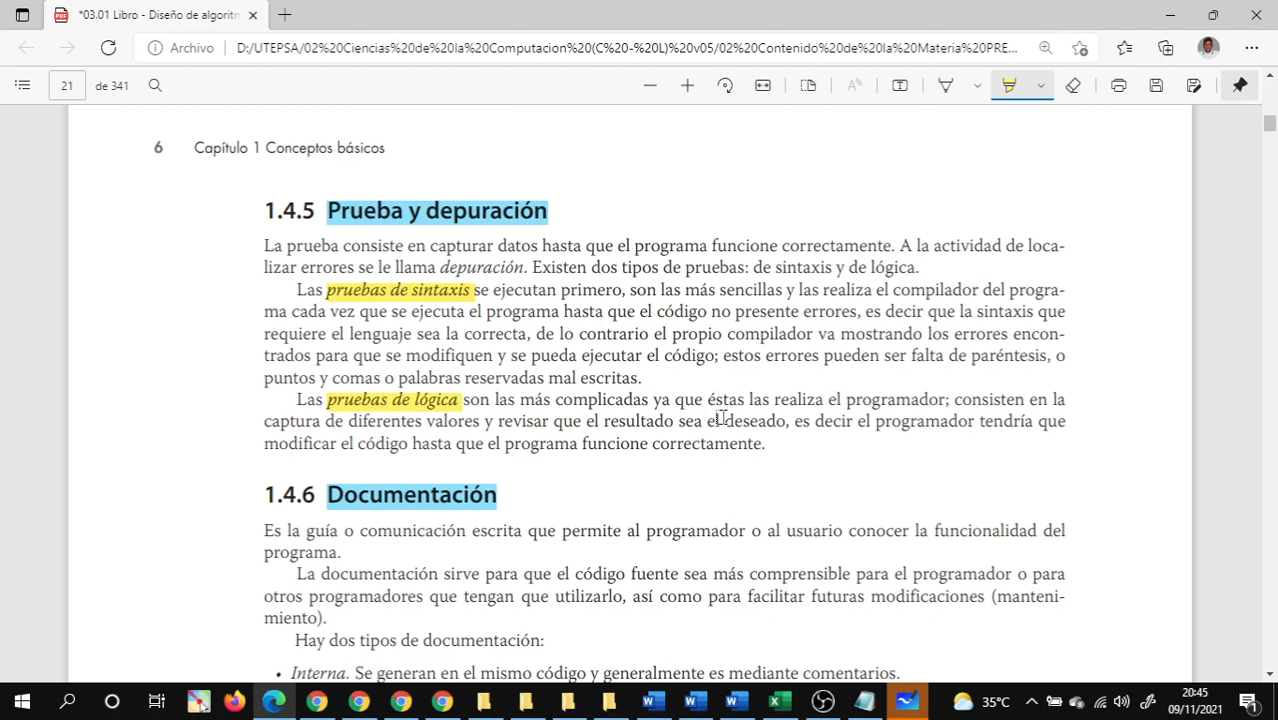 *03.01 Libro - Diseño de algoritm
Archivo
D:/UTEPSA/02%20Ciencias%20de%20la%20Computacion%20(C%20-%20L)%20v05/02%20Contenido%20de%20la%20Materia%20PRE...
21 de 341
6 Capítulo 1 Conceptos básicos
1.4.5 Prueba y depuración
La prueba consiste en capturar datos hasta que el programa funcione correctamente. A la actividad de loca-
lizar errores se le llama depuración. Existen dos tipos de pruebas: de sintaxis y de lógica.
Las pruebas de sintaxis se ejecutan primero, son las más sencillas y las realiza el compilador del progra-
ma cada vez que se ejecuta el programa hasta que el código no presente errores, es decir que la sintaxis que
requiere el lenguaje sea la correcta, de lo contrario el propio compilador va mostrando los errores encon-
trados para que se modifiquen y se pueda ejecutar el código; estos errores pueden ser falta de paréntesis, o
puntos y comas o palabras reservadas mal escritas.
Las pruebas de lógica son las más complicadas ya que éstas las realiza el programador; consisten en la
captura de diferentes valores y revisar que el resultado sea el deseado, es decir el programador tendría que
modificar el código hasta que el programa funcione correctamente.
1.4.6 Documentación
Es la guía o comunicación escrita que permite al programador o al usuario conocer la funcionalidad del
programa.
La documentación sirve para que el código fuente sea más comprensible para el programador o para
otros programadores que tengan que utilizarlo, así como para facilitar futuras modificaciones (manteni-
miento).
Hay dos tipos de documentación:
• Interna. Se generan en el mismo código y generalmente es mediante comentarios.
35°C
20:45
09/11/2021
1